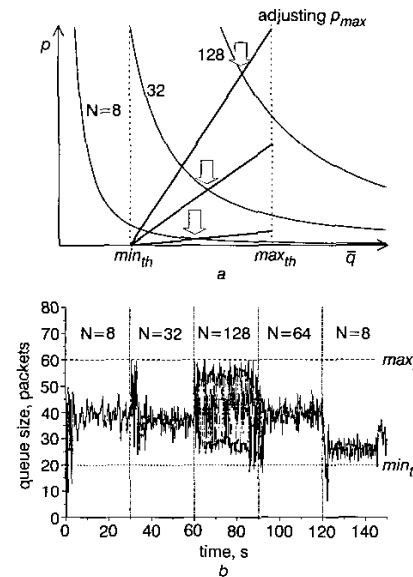 adjusting p_max
p
128
32
N=8
min_th
max_th
q̄
a
80
70
60
50
40
30
20
10
0
queue size, packets
N=8
N=32
N=128
N=64
N=8
max
min_t
0
20
40
60
80
100
120
140
time, s
b